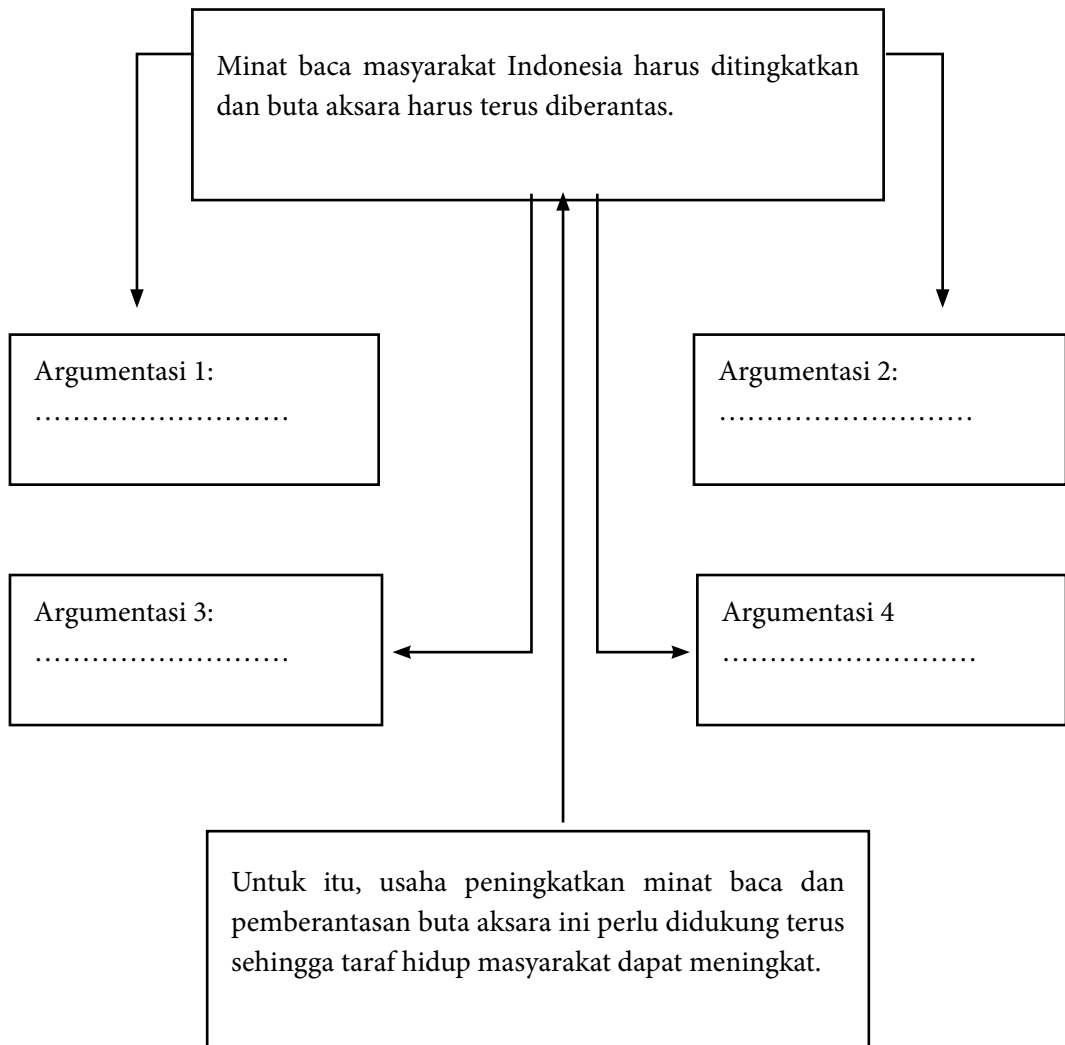 Minat baca masyarakat Indonesia harus ditingkatkan
dan buta aksara harus terus diberantas.
Argumentasi 1:
………………………
Argumentasi 2:
………………………
Argumentasi 3:
………………………
Argumentasi 4
………………………
Untuk itu, usaha peningkatkan minat baca dan
pemberantasan buta aksara ini perlu didukung terus
sehingga taraf hidup masyarakat dapat meningkat.